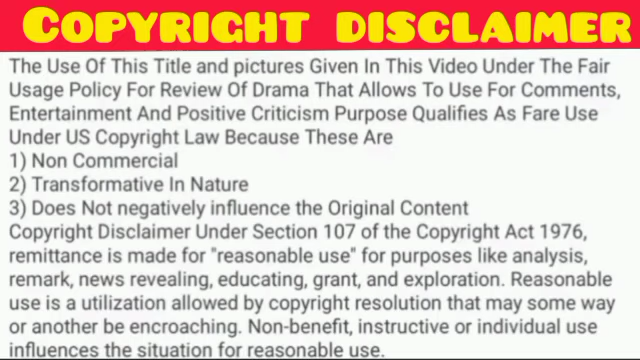 COPYRIGHT DISCLAIMER
The Use Of This Title and pictures Given In This Video Under The Fair
Usage Policy For Review Of Drama That Allows To Use For Comments,
Entertainment And Positive Criticism Purpose Qualifies As Fare Use
Under US Copyright Law Because These Are
1) Non Commercial
2) Transformative In Nature
3) Does Not negatively influence the Original Content
Copyright Disclaimer Under Section 107 of the Copyright Act 1976,
remittance is made for "reasonable use" for purposes like analysis,
remark, news revealing, educating, grant, and exploration. Reasonable
use is a utilization allowed by copyright resolution that may some way
or another be encroaching. Non-benefit, instructive or individual use
influences the situation for reasonable use.